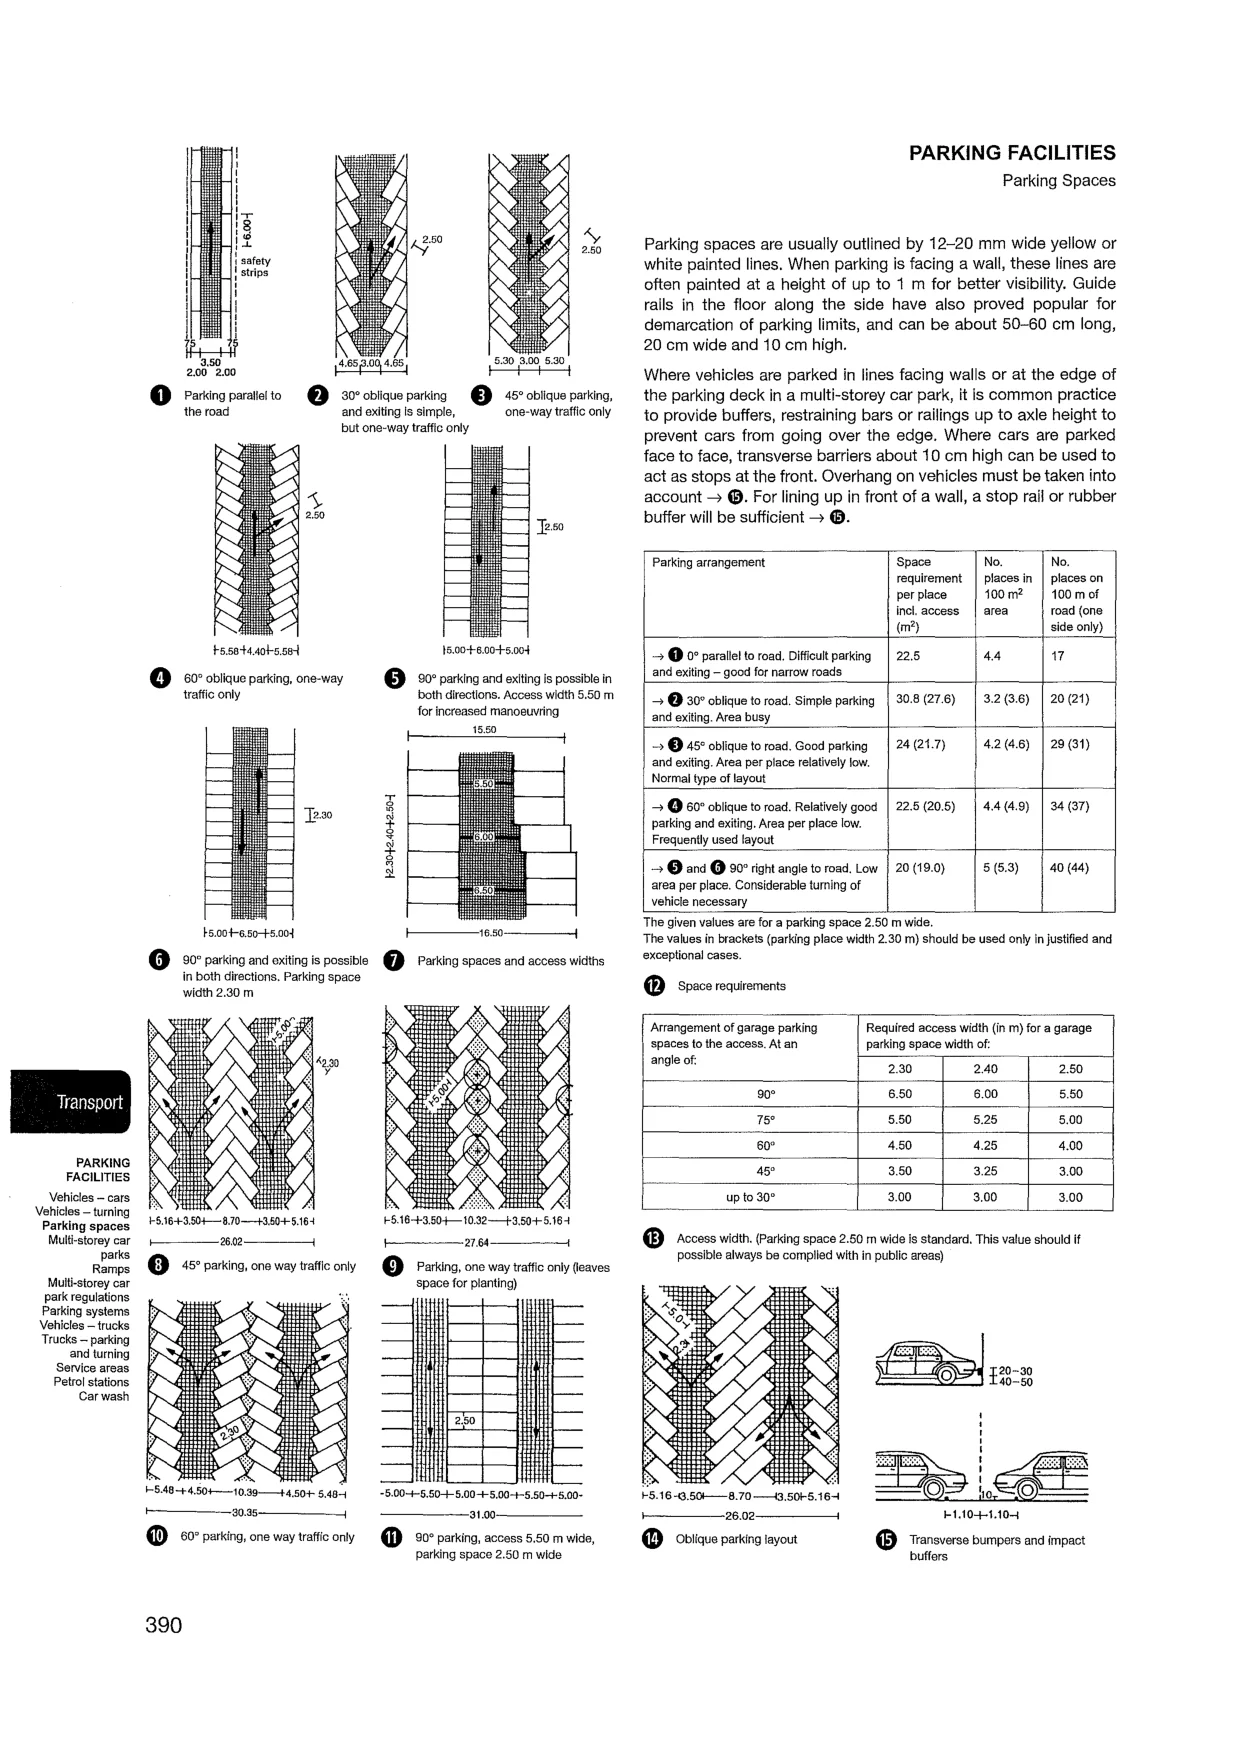 PARKING FACILITIES
Parking Spaces
6.00
safety
strips
75 75
3.50
2.00 2.00
1 Parking parallel to
the road
2.50
4.65 3.00 4.65
2 30° oblique parking
and exiting is simple,
but one-way traffic only
2.50
5.30 3.00 5.30
3 45° oblique parking,
one-way traffic only
2.50
5.58 4.40 5.58
4 60° oblique parking, one-way
traffic only
2.50
5.00 6.00 5.00
5 90° parking and exiting is possible in
both directions. Access width 5.50 m
for increased manoeuvring
2.30
5.00 6.50 5.00
6 90° parking and exiting is possible
in both directions. Parking space
width 2.30 m
15.50
5.50
6.00
6.50
2.30 2.40 2.50
16.50
7 Parking spaces and access widths
5.00
2.30
5.16 3.50 8.70 3.50 5.16
26.02
8 45° parking, one way traffic only
5.00
5.16 3.50 10.32 3.50 5.16
27.64
9 Parking, one way traffic only (leaves
space for planting)
2.30
5.48 4.50 10.39 4.50 5.48
30.35
10 60° parking, one way traffic only
2.50
5.00 5.50 5.00 5.00 5.50 5.00
31.00
11 90° parking, access 5.50 m wide,
parking space 2.50 m wide
Parking spaces are usually outlined by 12–20 mm wide yellow or
white painted lines. When parking is facing a wall, these lines are
often painted at a height of up to 1 m for better visibility. Guide
rails in the floor along the side have also proved popular for
demarcation of parking limits, and can be about 50–60 cm long,
20 cm wide and 10 cm high.
Where vehicles are parked in lines facing walls or at the edge of
the parking deck in a multi-storey car park, it is common practice
to provide buffers, restraining bars or railings up to axle height to
prevent cars from going over the edge. Where cars are parked
face to face, transverse barriers about 10 cm high can be used to
act as stops at the front. Overhang on vehicles must be taken into
account → 15. For lining up in front of a wall, a stop rail or rubber
buffer will be sufficient → 15.
Parking arrangement
Space
requirement
per place
incl. access
(m²)
No.
places in
100 m²
area
No.
places on
100 m of
road (one
side only)
→ 1 0° parallel to road. Difficult parking
and exiting – good for narrow roads
22.5 4.4 17
→ 2 30° oblique to road. Simple parking
and exiting. Area busy
30.8 (27.6) 3.2 (3.6) 20 (21)
→ 3 45° oblique to road. Good parking
and exiting. Area per place relatively low.
Normal type of layout
24 (21.7) 4.2 (4.6) 29 (31)
→ 4 60° oblique to road. Relatively good
parking and exiting. Area per place low.
Frequently used layout
22.5 (20.5) 4.4 (4.9) 34 (37)
→ 5 and 6 90° right angle to road. Low
area per place. Considerable turning of
vehicle necessary
20 (19.0) 5 (5.3) 40 (44)
The given values are for a parking space 2.50 m wide.
The values in brackets (parking place width 2.30 m) should be used only in justified and
exceptional cases.
12 Space requirements
Arrangement of garage parking
spaces to the access. At an
angle of:
Required access width (in m) for a garage
parking space width of:
2.30 2.40 2.50
90° 6.50 6.00 5.50
75° 5.50 5.25 5.00
60° 4.50 4.25 4.00
45° 3.50 3.25 3.00
up to 30° 3.00 3.00 3.00
13 Access width. (Parking space 2.50 m wide is standard. This value should if
possible always be complied with in public areas)
5.0
2.3
5.16 3.50 8.70 3.50 5.16
26.02
14 Oblique parking layout
20–30
40–50
10
1.10 1.10
15 Transverse bumpers and impact
buffers
Transport
PARKING
FACILITIES
Vehicles – cars
Vehicles – turning
Parking spaces
Multi-storey car
parks
Ramps
Multi-storey car
park regulations
Parking systems
Vehicles – trucks
Trucks – parking
and turning
Service areas
Petrol stations
Car wash
390